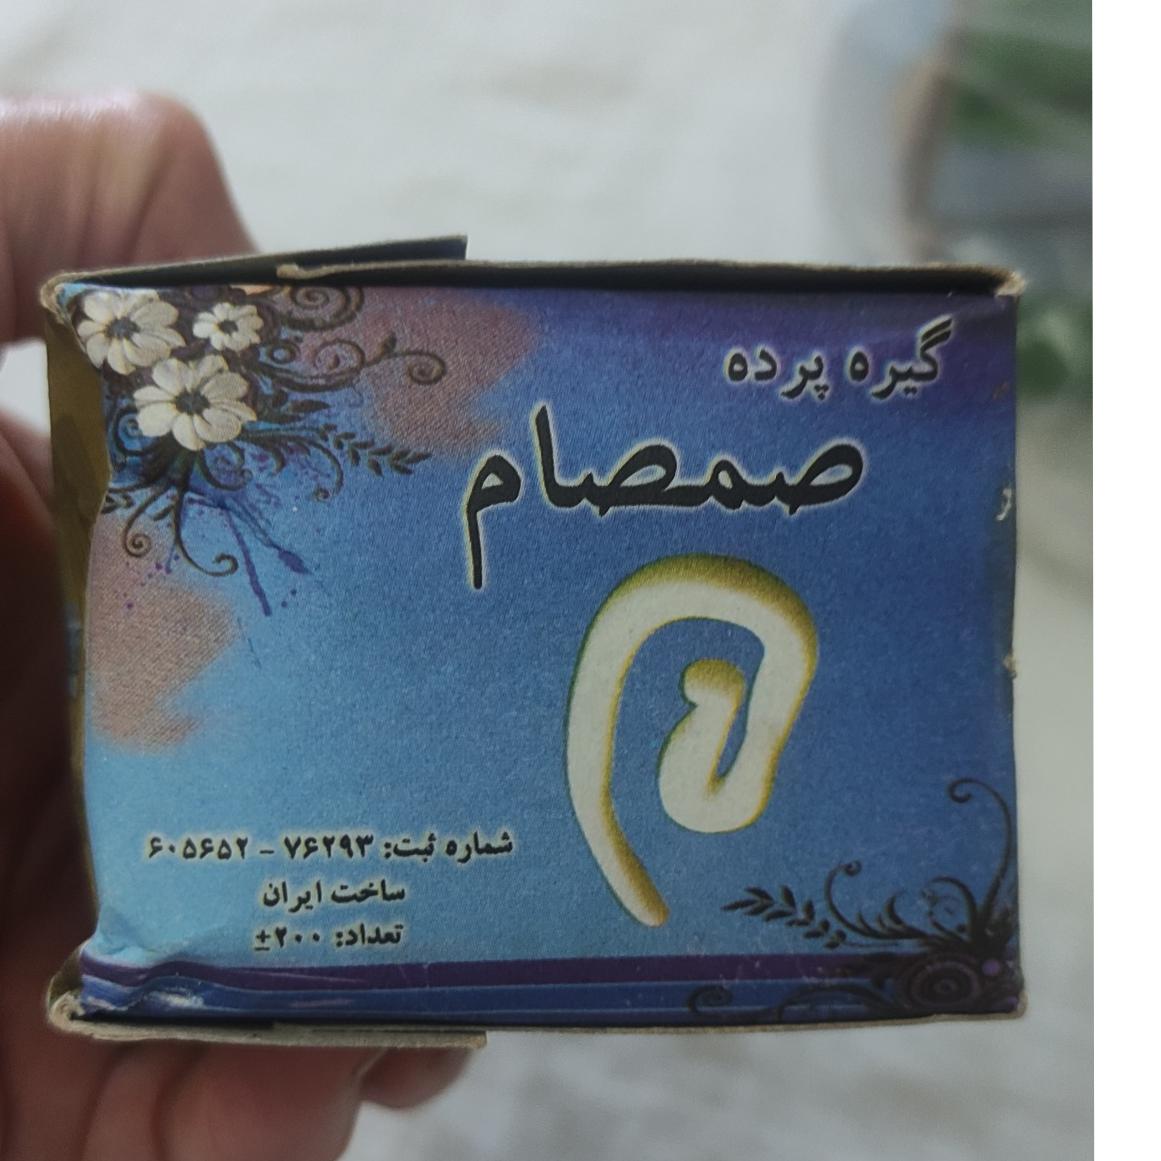 گیره پرده
صمصام
شماره ثبت: ۷۶۲۹۳ - ۶۰۵۶۵۲
ساخت ایران
تعداد: ۲۰۰±